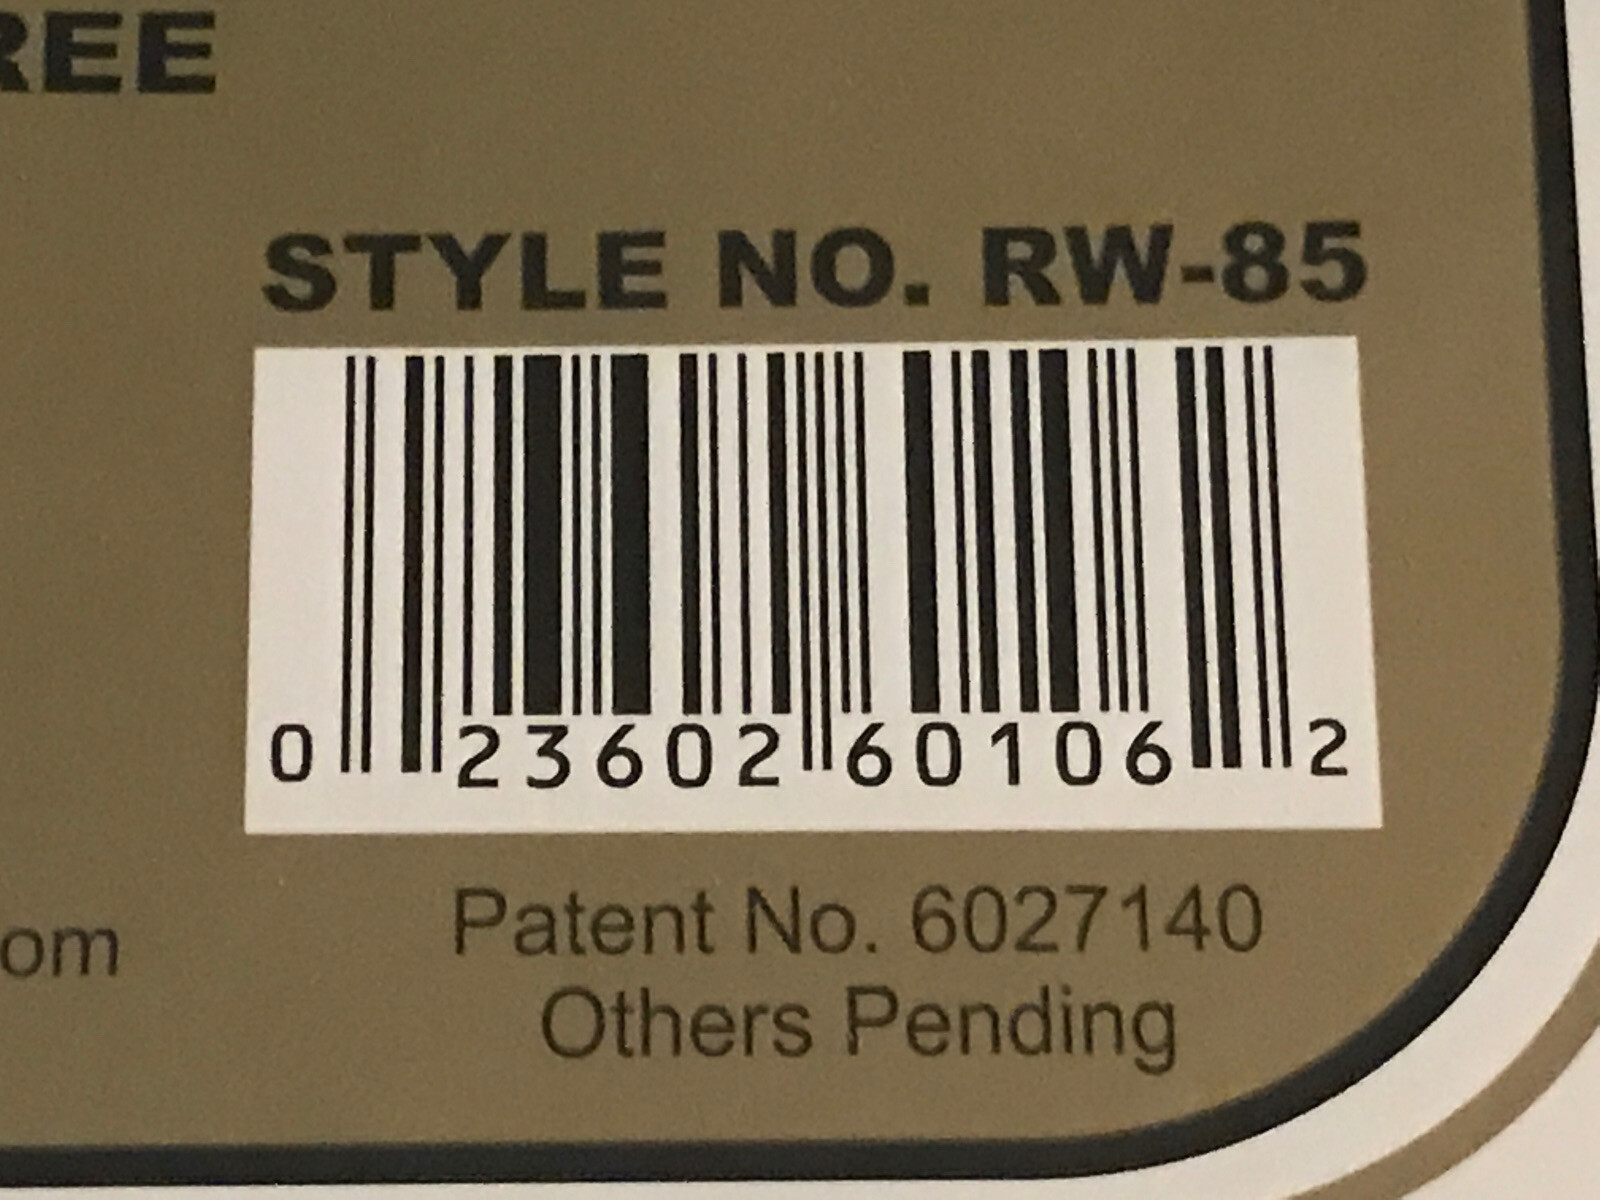 REE
STYLE NO. RW-85
0 23602 60106 2
om
Patent No. 6027140
Others Pending